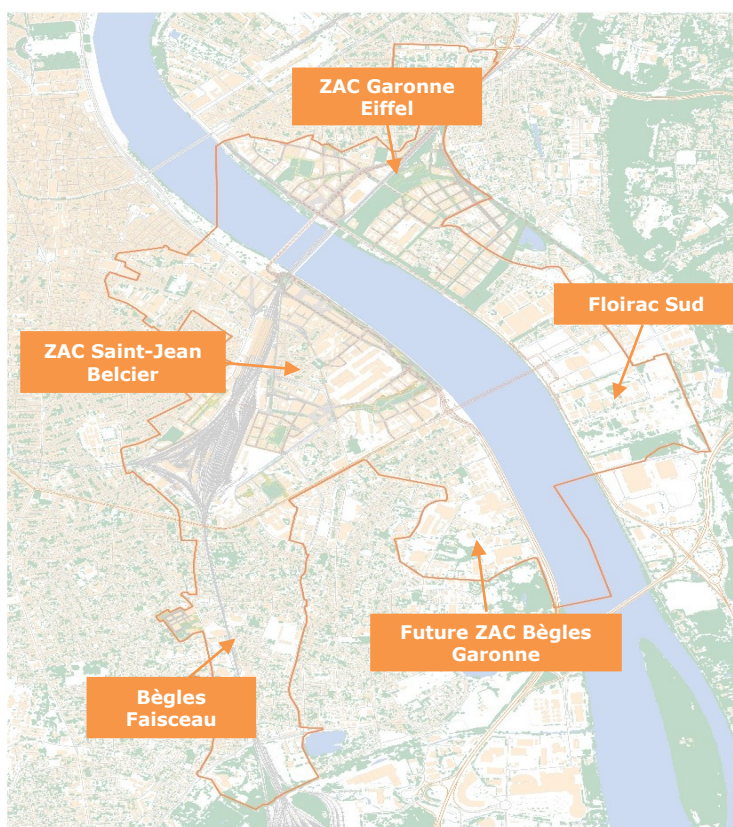 ZAC Garonne
Eiffel
Floirac Sud
ZAC Saint-Jean
Belcier
Future ZAC Bègles
Garonne
Bègles
Faisceau